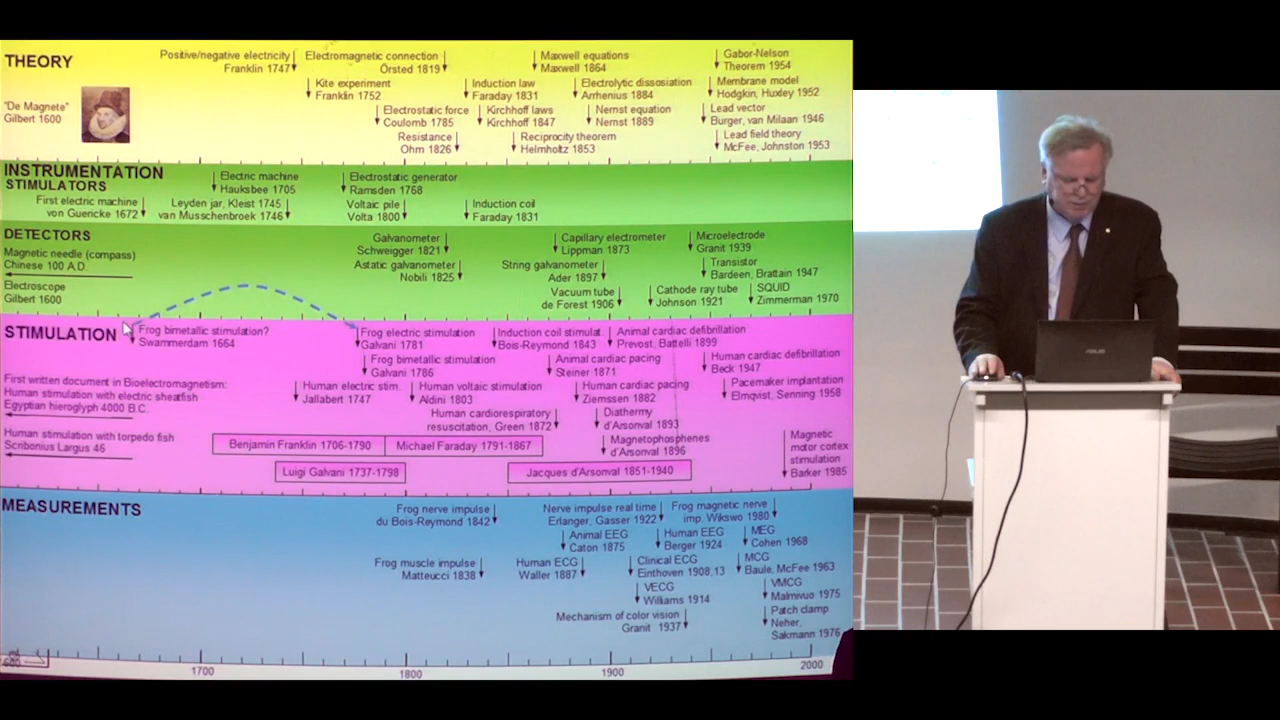 THEORY
Positive/negative electricity
Franklin 1747
Electromagnetic connection
Örsted 1819
Maxwell equations
Maxwell 1864
Gabor-Nelson
Theorem 1954
Kite experiment
Franklin 1752
Induction law
Faraday 1831
Electrolytic dissosiation
Arrhenius 1884
Membrane model
Hodgkin, Huxley 1952
"De Magnete"
Gilbert 1600
Electrostatic force
Coulomb 1785
Kirchhoff laws
Kirchhoff 1847
Nernst equation
Nernst 1889
Lead vector
Burger, van Milaan 1946
Resistance
Ohm 1826
Reciprocity theorem
Helmholtz 1853
Lead field theory
McFee, Johnston 1953
INSTRUMENTATION
STIMULATORS
Electric machine
Hauksbee 1705
Electrostatic generator
Ramsden 1768
First electric machine
von Guencke 1672
Leyden jar, Kleist 1745
van Musschenbroek 1746
Voltaic pile
Volta 1800
Induction coil
Faraday 1831
DETECTORS
Magnetic needle (compass)
Chinese 100 A.D.
Electroscope
Gilbert 1600
Galvanometer
Schweigger 1821
Capillary electrometer
Lippman 1873
Microelectrode
Granit 1939
Astatic galvanometer
Nobili 1825
String galvanometer
Ader 1897
Transistor
Bardeen, Brattain 1947
Vacuum tube
de Forest 1906
Cathode ray tube
Johnson 1921
SQUID
Zimmerman 1970
STIMULATION
Frog bimetallic stimulation?
Swammerdam 1664
Frog electric stimulation
Galvani 1781
Induction coil stimulat.
Bois-Reymond 1843
Animal cardiac defibrillation
Prevost, Battelli 1899
Frog bimetallic stimulation
Galvani 1786
Animal cardiac pacing
Steiner 1871
Human cardiac defibrillation
Beck 1947
First written document in Bioelectromagnetism:
Human stimulation with electric sheatfish
Egyptian hieroglyph 4000 B.C.
Human electric stim.
Jallabert 1747
Human voltaic stimulation
Aldini 1803
Human cardiac pacing
Ziemssen 1882
Pacemaker implantation
Elmqvist, Senning 1958
Human cardiorespiratory
resuscitation, Green 1872
Diathermy
d'Arsonval 1893
Human stimulation with torpedo fish
Scribonius Largus 46
Magnetophosphenes
d'Arsonval 1896
Magnetic
motor cortex
stimulation
Barker 1985
Benjamin Franklin 1706-1790
Michael Faraday 1791-1867
Luigi Galvani 1737-1798
Jacques d'Arsonval 1851-1940
MEASUREMENTS
Frog nerve impulse
du Bois-Reymond 1842
Nerve impulse real time
Erlanger, Gasser 1922
Frog magnetic nerve
imp. Wikswo 1980
Animal EEG
Caton 1875
Human EEG
Berger 1924
MEG
Cohen 1968
Frog muscle impulse
Matteucci 1838
Human ECG
Waller 1887
Clinical ECG
Einthoven 1908,13
MCG
Baule, McFee 1963
VECG
Williams 1914
VMCG
Malmivuo 1975
Mechanism of color vision
Granit 1937
Patch clamp
Neher,
Sakmann 1976
1700
1800
1900
2000
ASUS